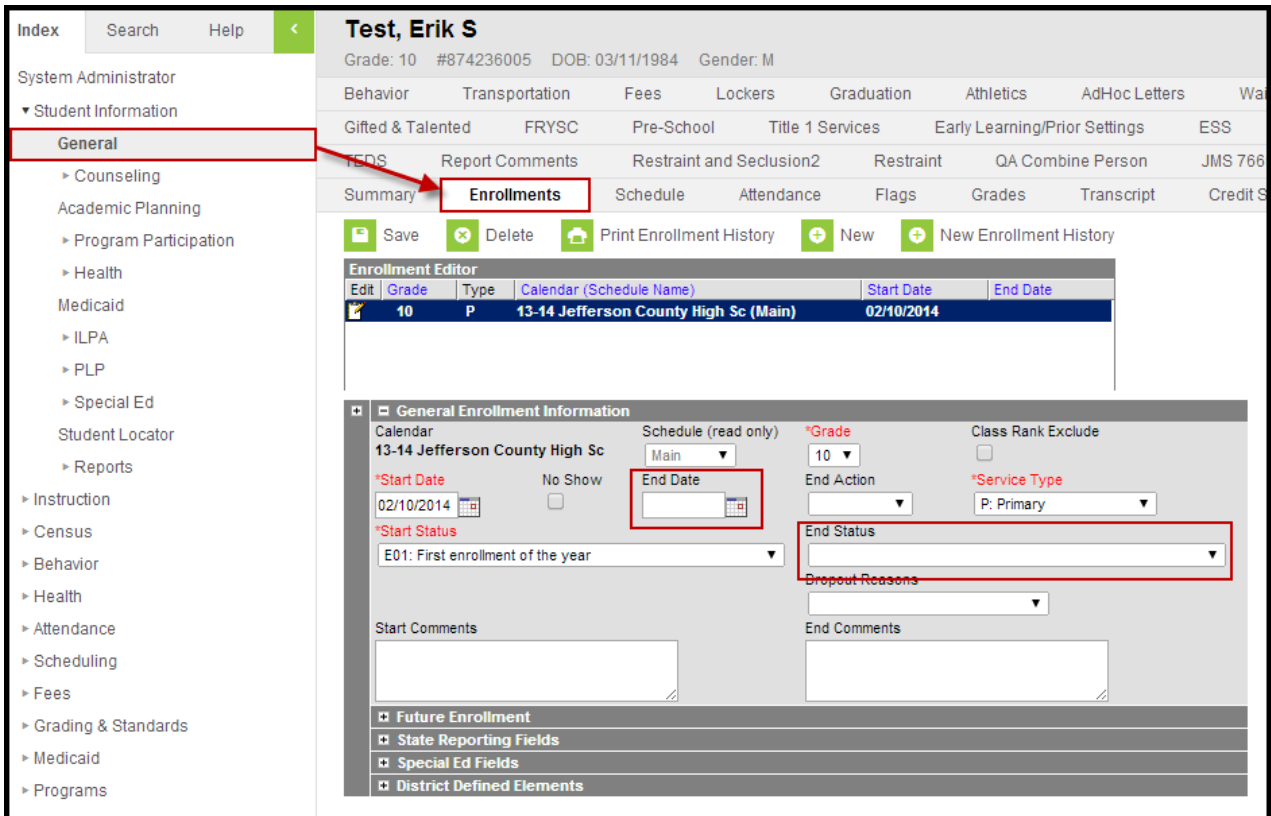 Index Search Help
System Administrator
Student Information
General
Counseling
Academic Planning
Program Participation
Health
Medicaid
ILPA
PLP
Special Ed
Student Locator
Reports
Instruction
Census
Behavior
Health
Attendance
Scheduling
Fees
Grading & Standards
Medicaid
Programs
Test, Erik S
Grade: 10 #874236005 DOB: 03/11/1984 Gender: M
Behavior Transportation Fees Lockers Graduation Athletics AdHoc Letters Wai
Gifted & Talented FRYSC Pre-School Title 1 Services Early Learning/Prior Settings ESS
TEDS Report Comments Restraint and Seclusion2 Restraint QA Combine Person JMS 766
Summary Enrollments Schedule Attendance Flags Grades Transcript Credit S
Save Delete Print Enrollment History New New Enrollment History
Enrollment Editor
Edit Grade Type Calendar (Schedule Name) Start Date End Date
10 P 13-14 Jefferson County High Sc (Main) 02/10/2014
General Enrollment Information
Calendar Schedule (read only) *Grade Class Rank Exclude
13-14 Jefferson County High Sc Main 10
*Start Date No Show End Date End Action *Service Type
02/10/2014 P: Primary
*Start Status End Status
E01: First enrollment of the year
Dropout Reasons
Start Comments End Comments
Future Enrollment
State Reporting Fields
Special Ed Fields
District Defined Elements